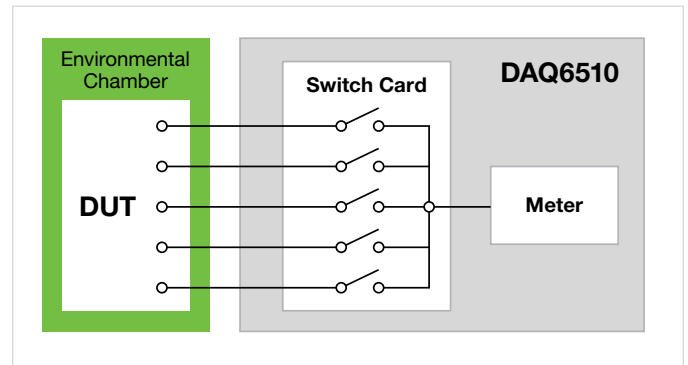 Environmental
Chamber
DUT
Switch Card
DAQ6510
Meter